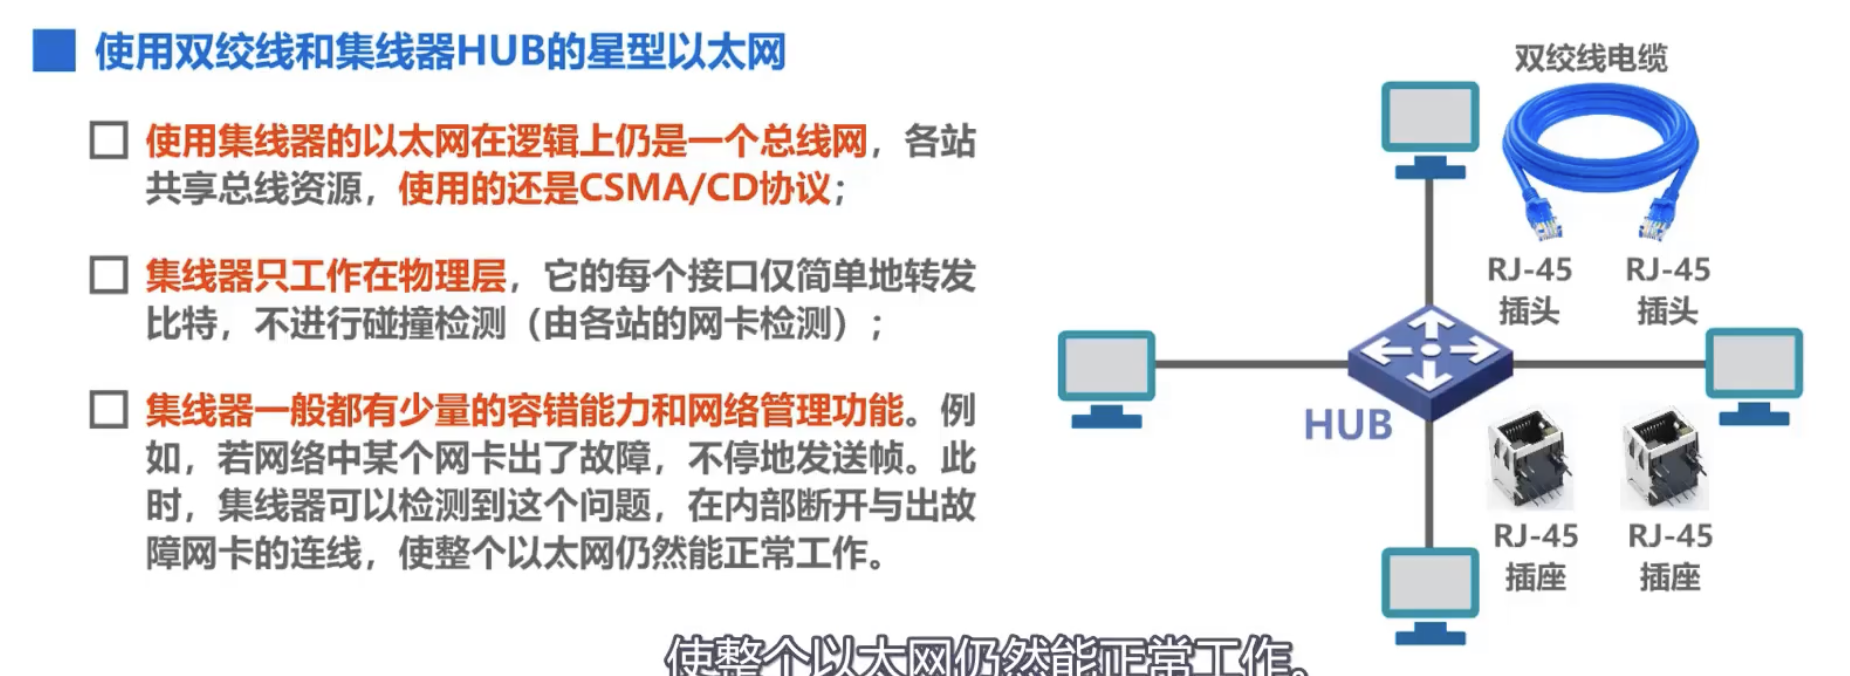 使用双绞线和集线器HUB的星型以太网
使用集线器的以太网在逻辑上仍是一个总线网，各站
共享总线资源，使用的还是CSMA/CD协议；
集线器只工作在物理层，它的每个接口仅简单地转发
比特，不进行碰撞检测（由各站的网卡检测）；
集线器一般都有少量的容错能力和网络管理功能。例
如，若网络中某个网卡出了故障，不停地发送帧。此
时，集线器可以检测到这个问题，在内部断开与出故
障网卡的连线，使整个以太网仍然能正常工作。
双绞线电缆
RJ-45
插头
RJ-45
插头
HUB
RJ-45
插座
RJ-45
插座
使整个以太网仍然能正常工作。